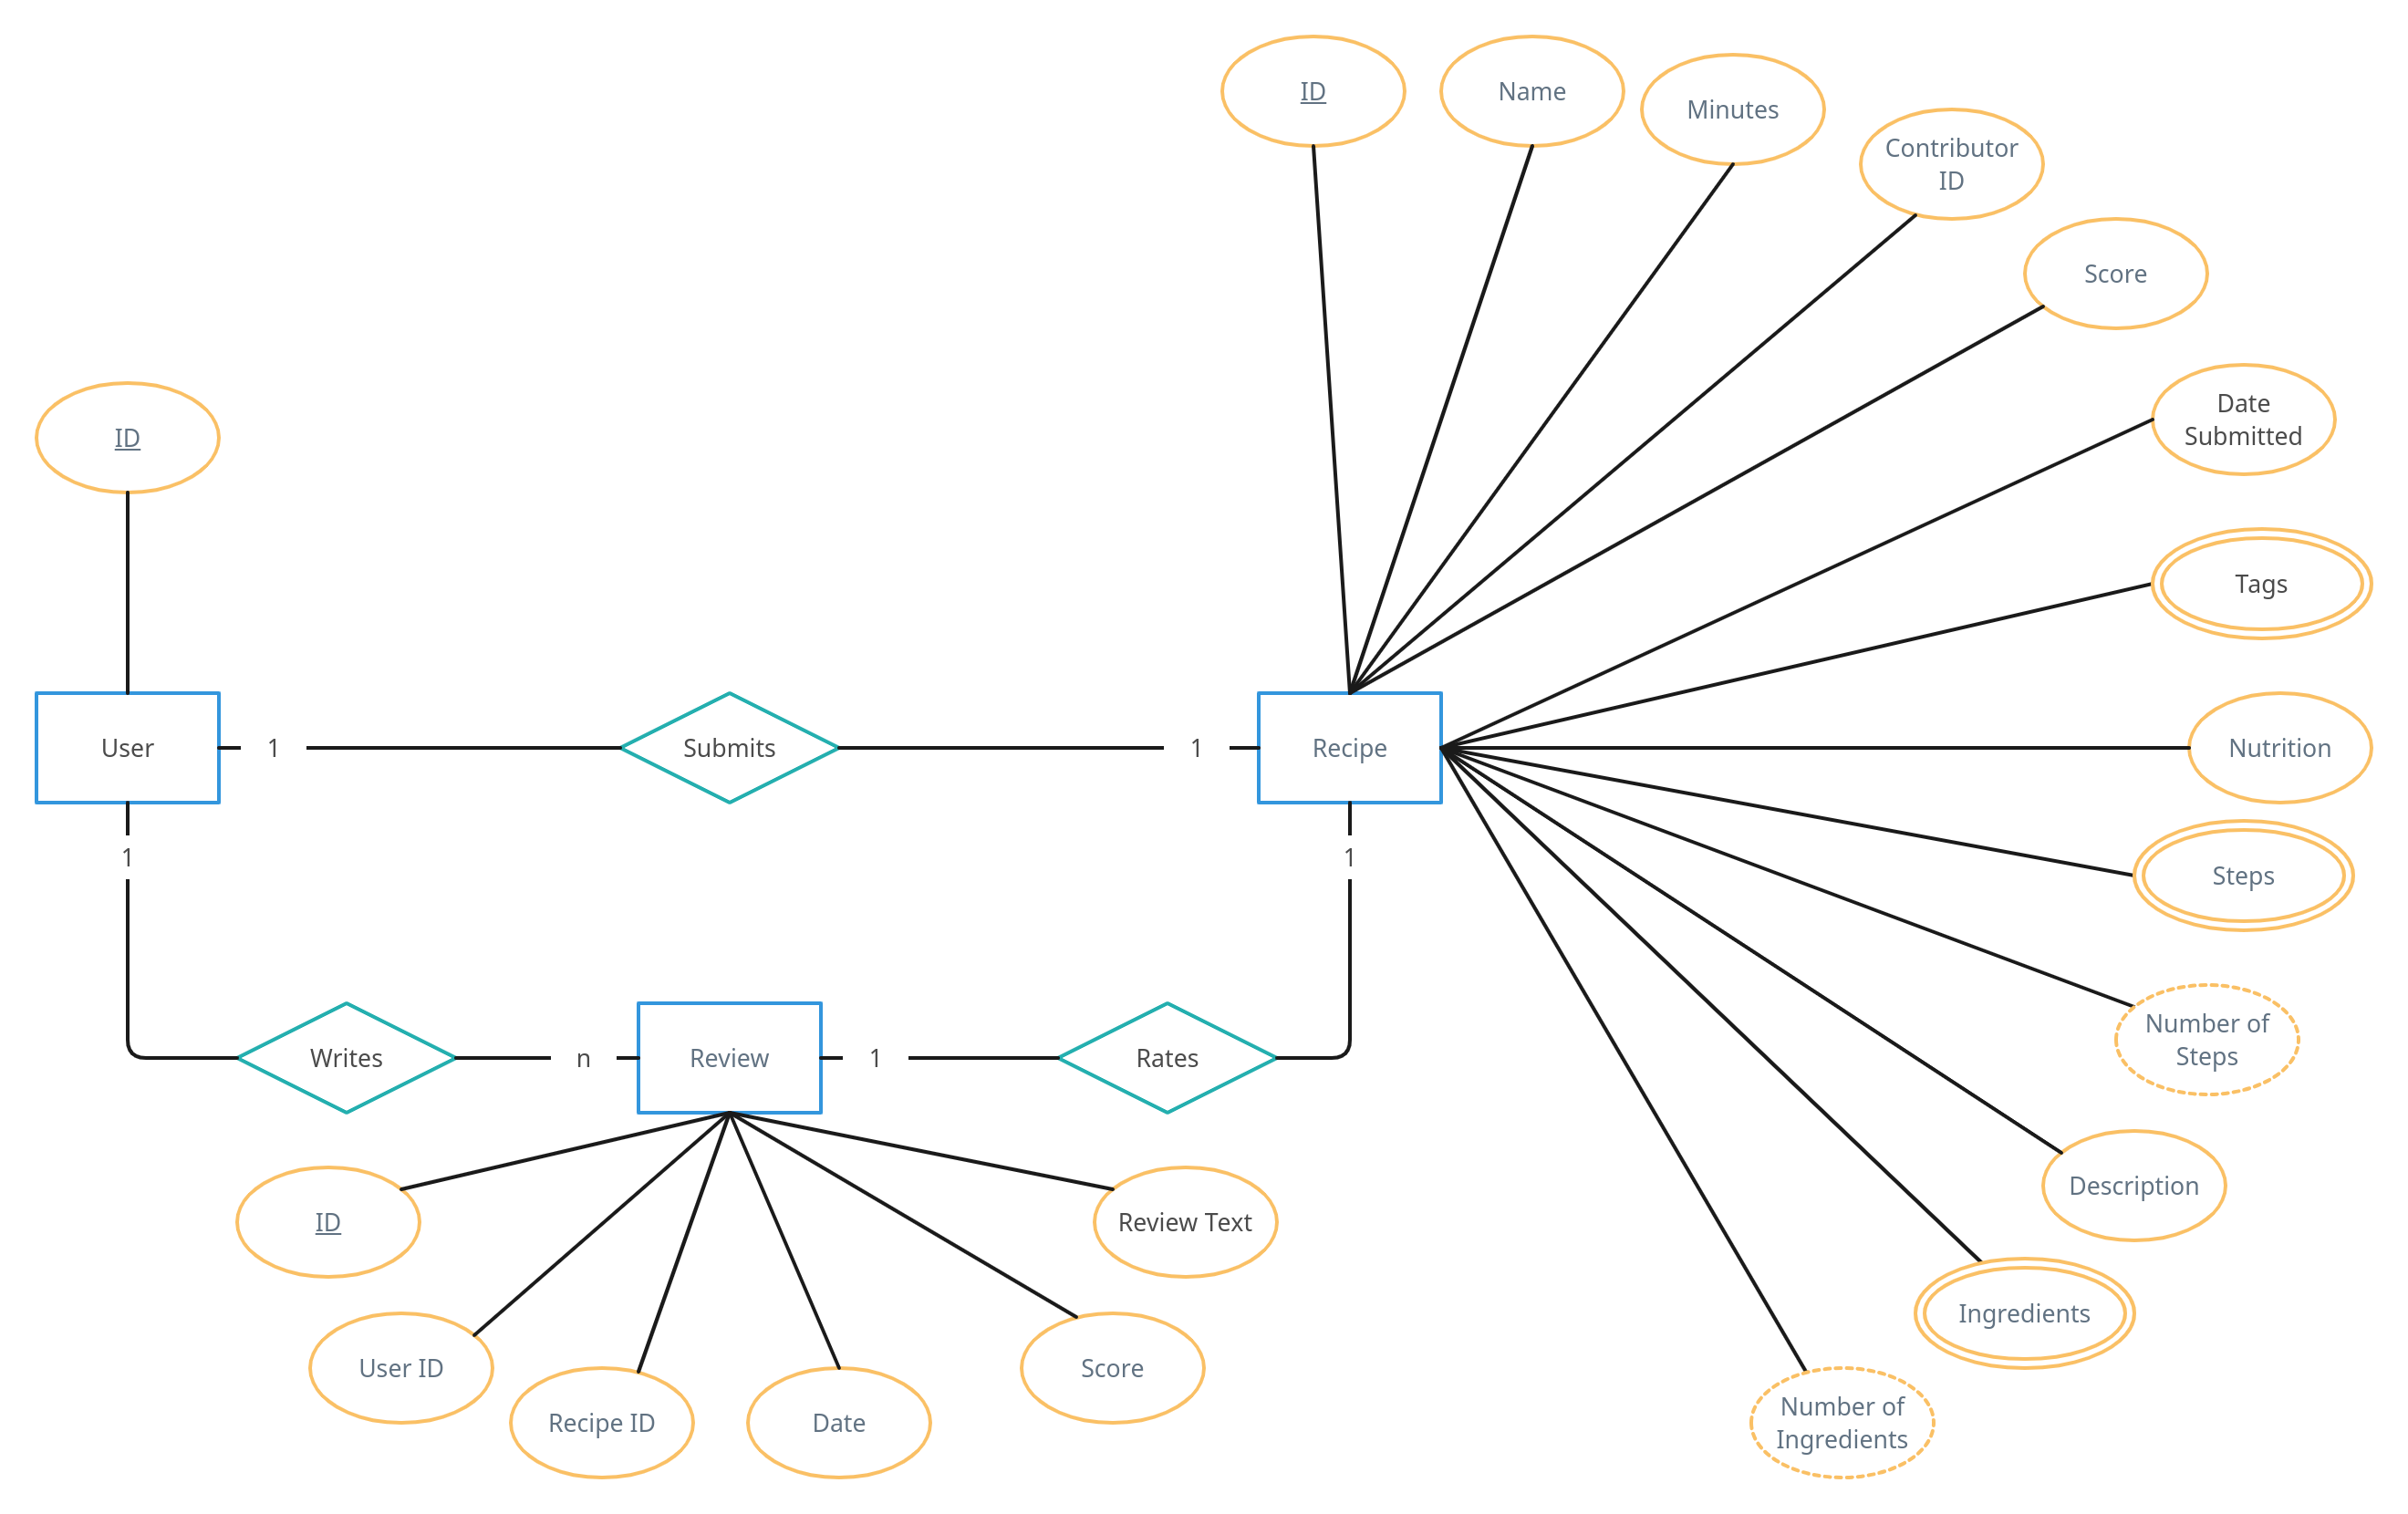 ID
Name
Minutes
Contributor
ID
Score
Date
Submitted
ID
Tags
User
1
Submits
1
Recipe
Nutrition
1
1
Steps
Number of
Steps
Writes
n
Review
1
Rates
Description
ID
Review Text
Ingredients
User ID
Score
Recipe ID
Date
Number of
Ingredients